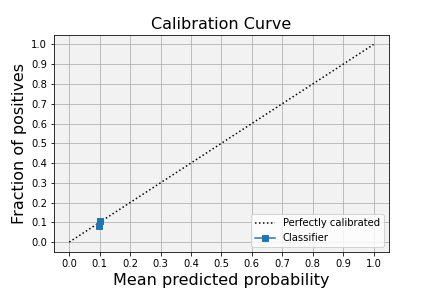 Calibration Curve
Fraction of positives
1.0
0.9
0.8
0.7
0.6
0.5
0.4
0.3
0.2
0.1
0.0
Perfectly calibrated
Classifier
0.0 0.1 0.2 0.3 0.4 0.5 0.6 0.7 0.8 0.9 1.0
Mean predicted probability